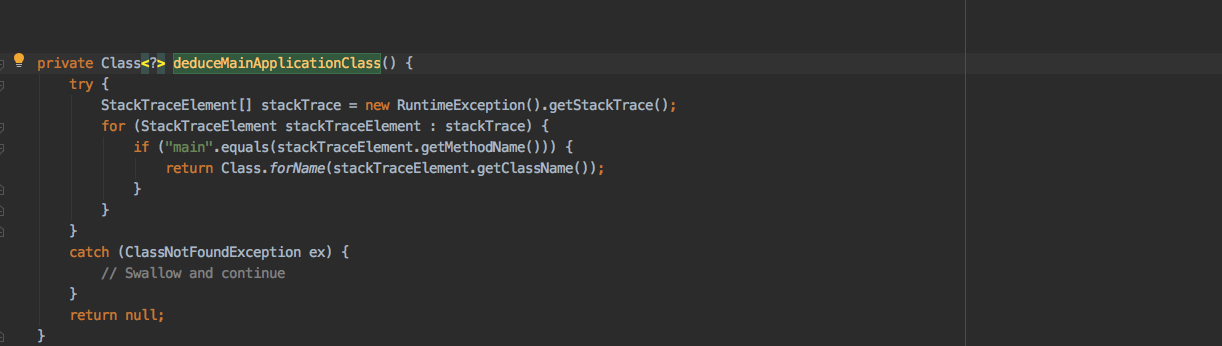 private Class<?> deduceMainApplicationClass() {
    try {
        StackTraceElement[] stackTrace = new RuntimeException().getStackTrace();
        for (StackTraceElement stackTraceElement : stackTrace) {
            if ("main".equals(stackTraceElement.getMethodName())) {
                return Class.forName(stackTraceElement.getClassName());
            }
        }
    }
    catch (ClassNotFoundException ex) {
        // Swallow and continue
    }
    return null;
}